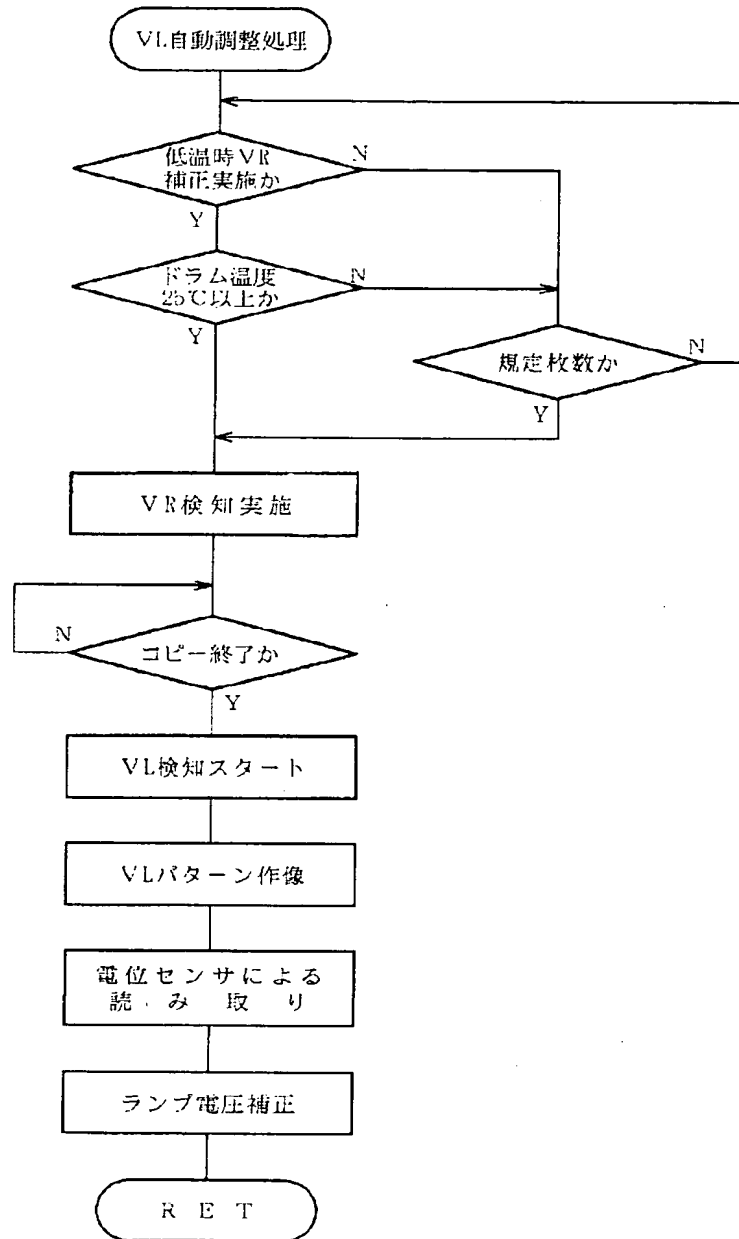 VL自動調整処理
低温時VR
補正実施か
N
Y
ドラム温度
25℃以上か
N
Y
規定枚数か
N
Y
VR検知実施
コピー終了か
N
Y
VL検知スタート
VLパターン作像
電位センサによる
読み取り
ランプ電圧補正
RET